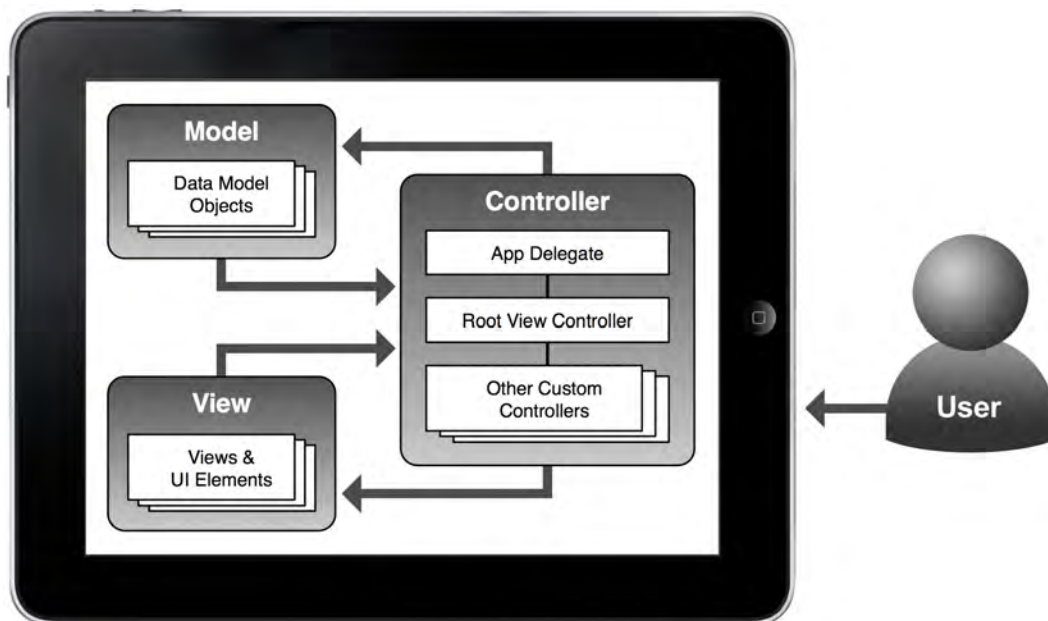 Model
Data Model
Objects
Controller
App Delegate
Root View Controller
Other Custom
Controllers
View
Views &
UI Elements
User